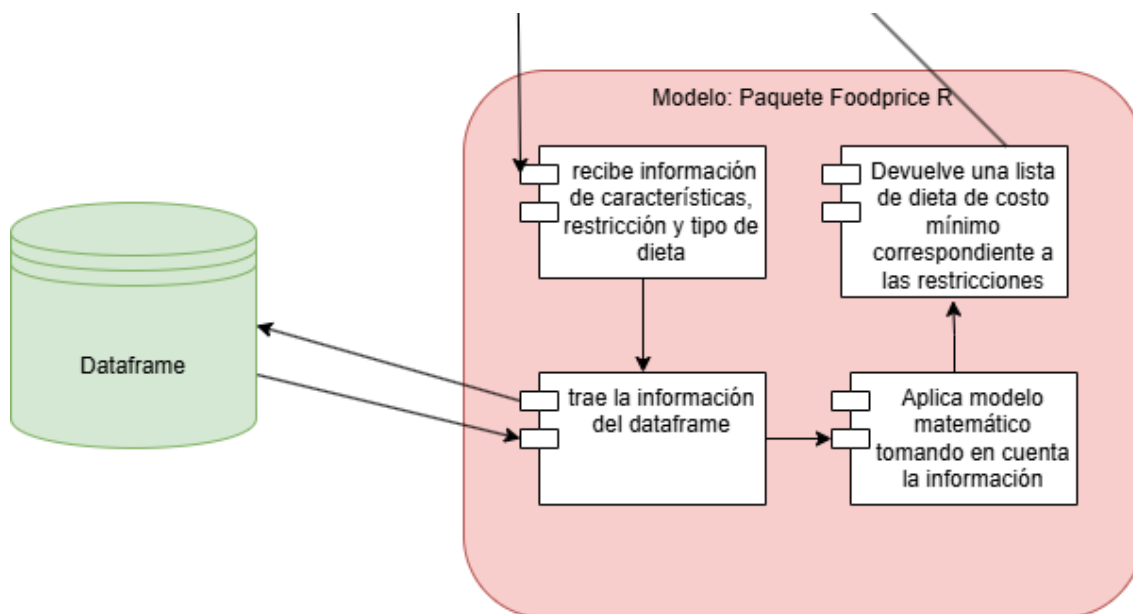 Modelo: Paquete Foodprice R
recibe información
de características,
restricción y tipo de
dieta
Devuelve una lista
de dieta de costo
mínimo
correspondiente a
las restricciones
Dataframe
trae la información
del dataframe
Aplica modelo
matemático
tomando en cuenta
la información